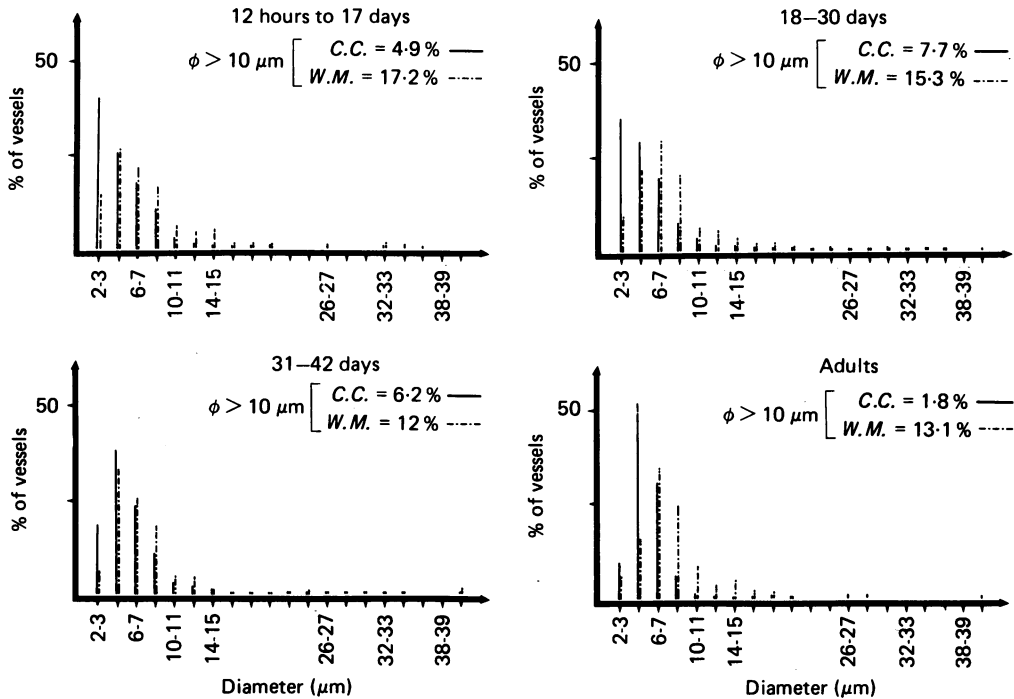 12 hours to 17 days
ϕ > 10 μm
C.C. = 4·9 %
W.M. = 17·2 %
50
% of vessels
2-3
6-7
10-11
14-15
26-27
32-33
38-39
18–30 days
ϕ > 10 μm
C.C. = 7·7 %
W.M. = 15·3 %
50
% of vessels
2-3
6-7
10-11
14-15
26-27
32-33
38-39
31–42 days
ϕ > 10 μm
C.C. = 6·2 %
W.M. = 12 %
50
% of vessels
2-3
6-7
10-11
14-15
26-27
32-33
38-39
Diameter (μm)
Adults
ϕ > 10 μm
C.C. = 1·8 %
W.M. = 13·1 %
50
% of vessels
2-3
6-7
10-11
14-15
26-27
32-33
38-39
Diameter (μm)